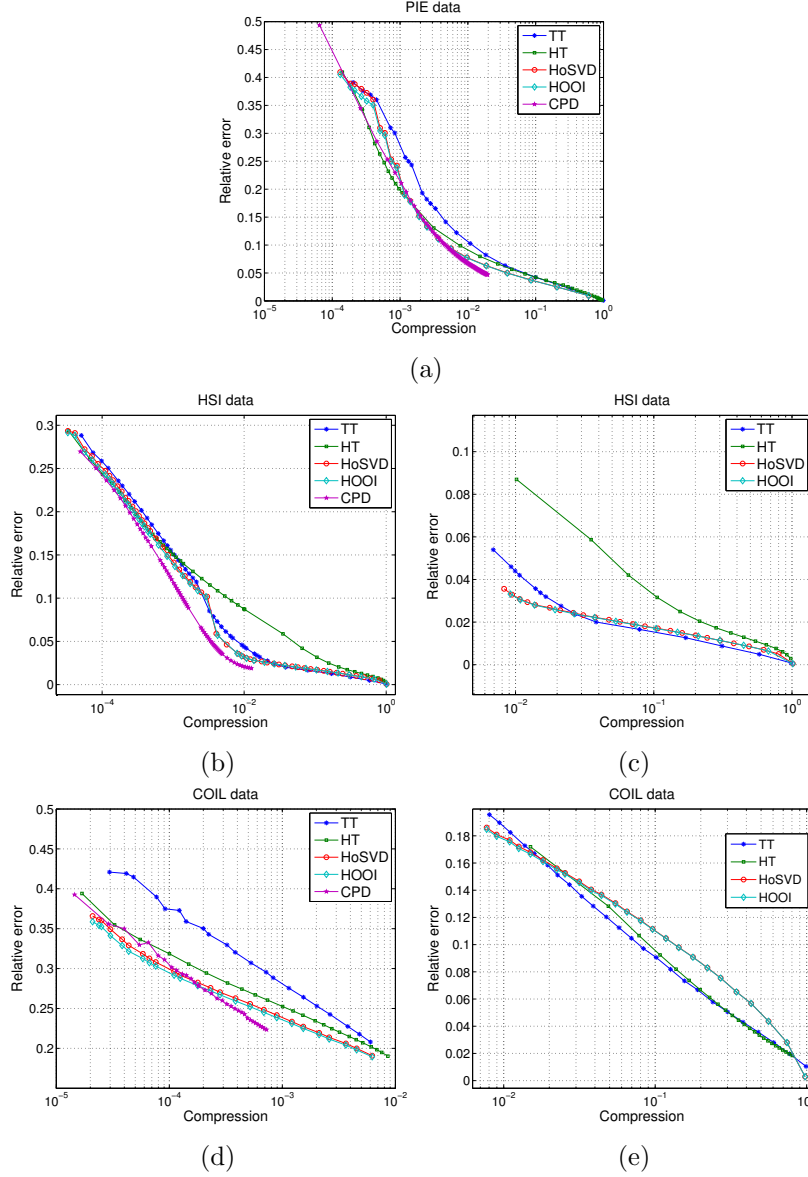 PIE data
0.5
0.45
0.4
0.35
0.3
0.25
0.2
0.15
0.1
0.05
0
Relative error
TT
HT
HoSVD
HOOI
CPD
10⁻⁵ 10⁻⁴ 10⁻³ 10⁻² 10⁻¹ 10⁰
Compression
(a)
HSI data
0.3
0.25
0.2
0.15
0.1
0.05
0
Relative error
TT
HT
HoSVD
HOOI
CPD
10⁻⁴ 10⁻² 10⁰
Compression
(b)
HSI data
0.1
0.08
0.06
0.04
0.02
0
Relative error
TT
HT
HoSVD
HOOI
10⁻² 10⁻¹ 10⁰
Compression
(c)
COIL data
0.5
0.45
0.4
0.35
0.3
0.25
0.2
Relative error
TT
HT
HoSVD
HOOI
CPD
10⁻⁵ 10⁻⁴ 10⁻³ 10⁻²
Compression
(d)
COIL data
0.18
0.16
0.14
0.12
0.1
0.08
0.06
0.04
0.02
0
Relative error
TT
HT
HoSVD
HOOI
10⁻² 10⁻¹ 10⁰
Compression
(e)